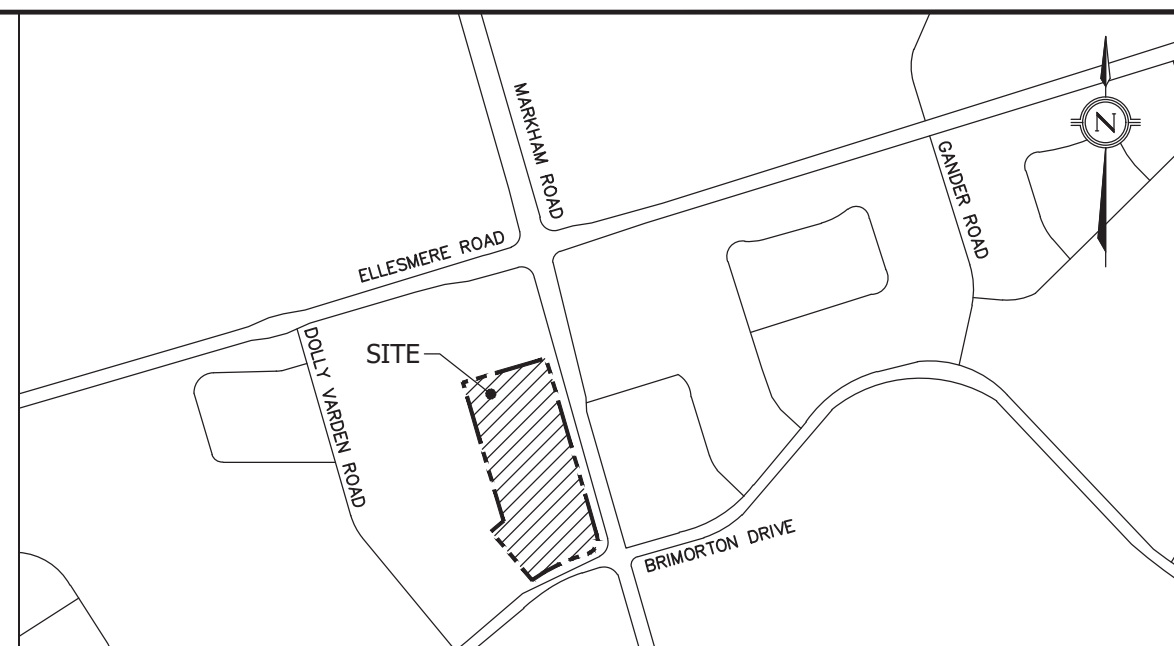 MARKHAM ROAD
N
GANDER ROAD
ELLESMERE ROAD
DOLLY VARDEN ROAD
SITE
BRIMORTON DRIVE